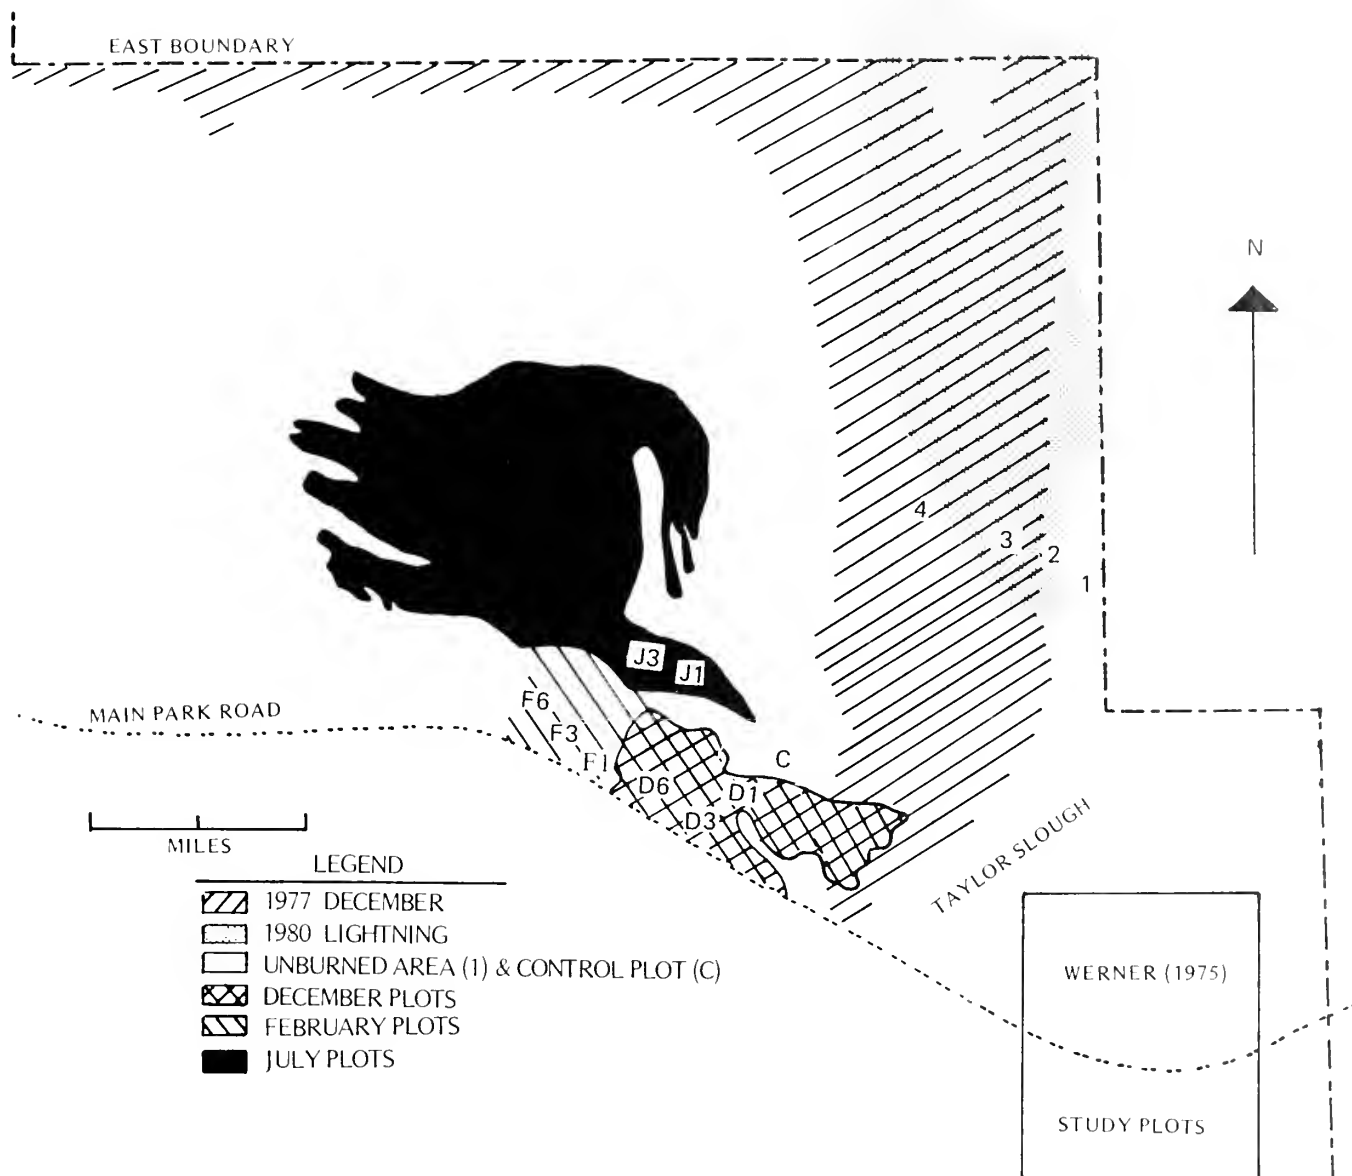 EAST BOUNDARY
N
4
3
2
1
J3
J1
F6
MAIN PARK ROAD
F3
F1
C
D6
D1
D3
MILES
TAYLOR SLOUGH
LEGEND
1977 DECEMBER
1980 LIGHTNING
UNBURNED AREA (1) & CONTROL PLOT (C)
DECEMBER PLOTS
FEBRUARY PLOTS
JULY PLOTS
WERNER (1975)
STUDY PLOTS